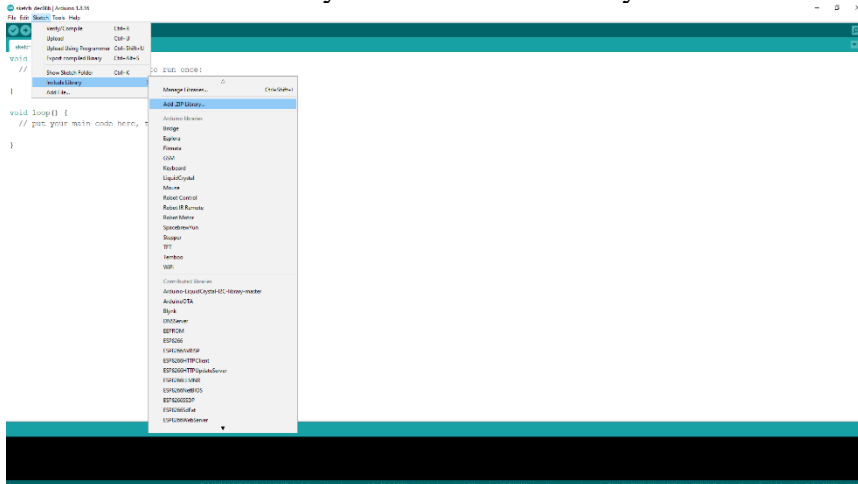 sketch_dec06b | Arduino 1.8.16
File Edit Sketch Tools Help
Verify/Compile Ctrl+R
Upload Ctrl+U
Upload Using Programmer Ctrl+Shift+U
Export compiled Binary Ctrl+Alt+S
Show Sketch Folder Ctrl+K
Include Library
Add File...
void
// to run once:
}
void loop() {
// put your main code here, t
}
Manage Libraries... Ctrl+Shift+I
Add .ZIP Library...
Arduino libraries
Bridge
Esplora
Firmata
GSM
Keyboard
LiquidCrystal
Mouse
Robot Control
Robot IR Remote
Robot Motor
SpacebrewYun
Stepper
TFT
Temboo
WiFi
Contributed libraries
Arduino-LiquidCrystal-I2C-library-master
ArduinoOTA
Blynk
DNSServer
EEPROM
ESP8266
ESP8266AVRISP
ESP8266HTTPClient
ESP8266HTTPUpdateServer
ESP8266LLMNR
ESP8266NetBIOS
ESP8266SSDP
ESP8266SdFat
ESP8266WebServer